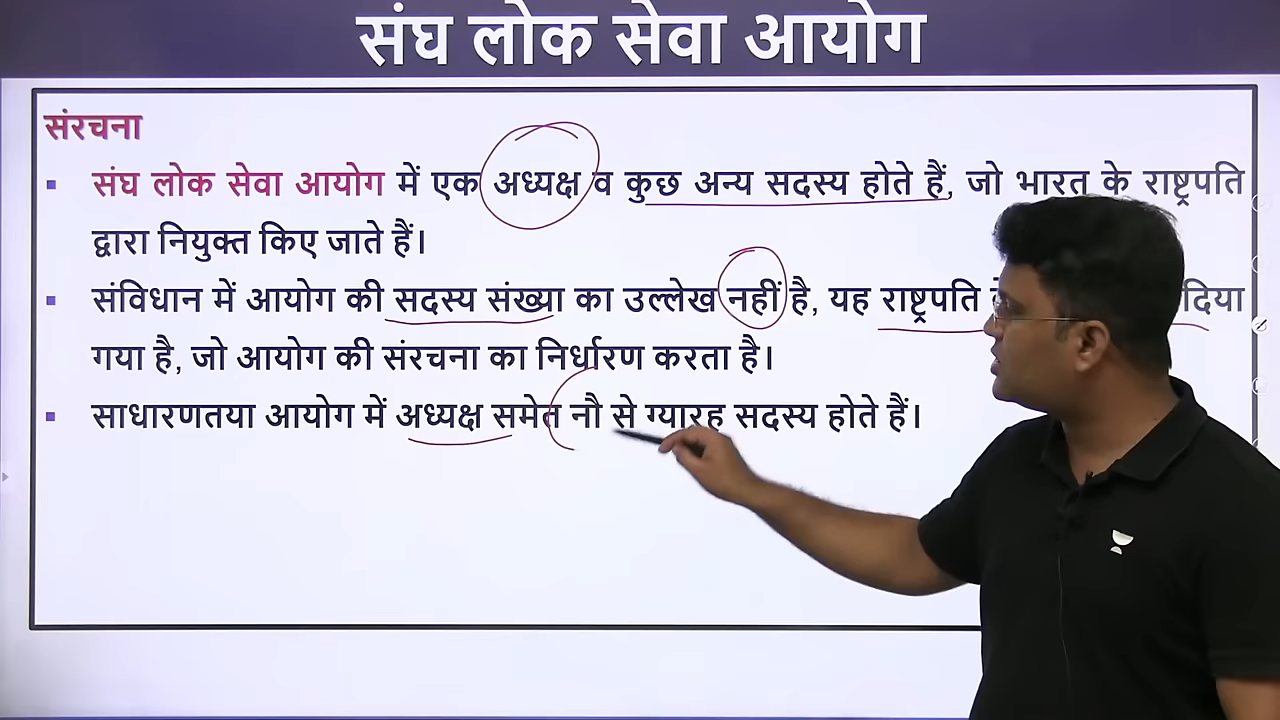 संघ लोक सेवा आयोग
संरचना
▪ संघ लोक सेवा आयोग में एक अध्यक्ष व कुछ अन्य सदस्य होते हैं, जो भारत के राष्ट्रपति
द्वारा नियुक्त किए जाते हैं।
▪ संविधान में आयोग की सदस्य संख्या का उल्लेख नहीं है, यह राष्ट्रपति दिया
गया है, जो आयोग की संरचना का निर्धारण करता है।
▪ साधारणतया आयोग में अध्यक्ष समेत नौ से ग्यारह सदस्य होते हैं।